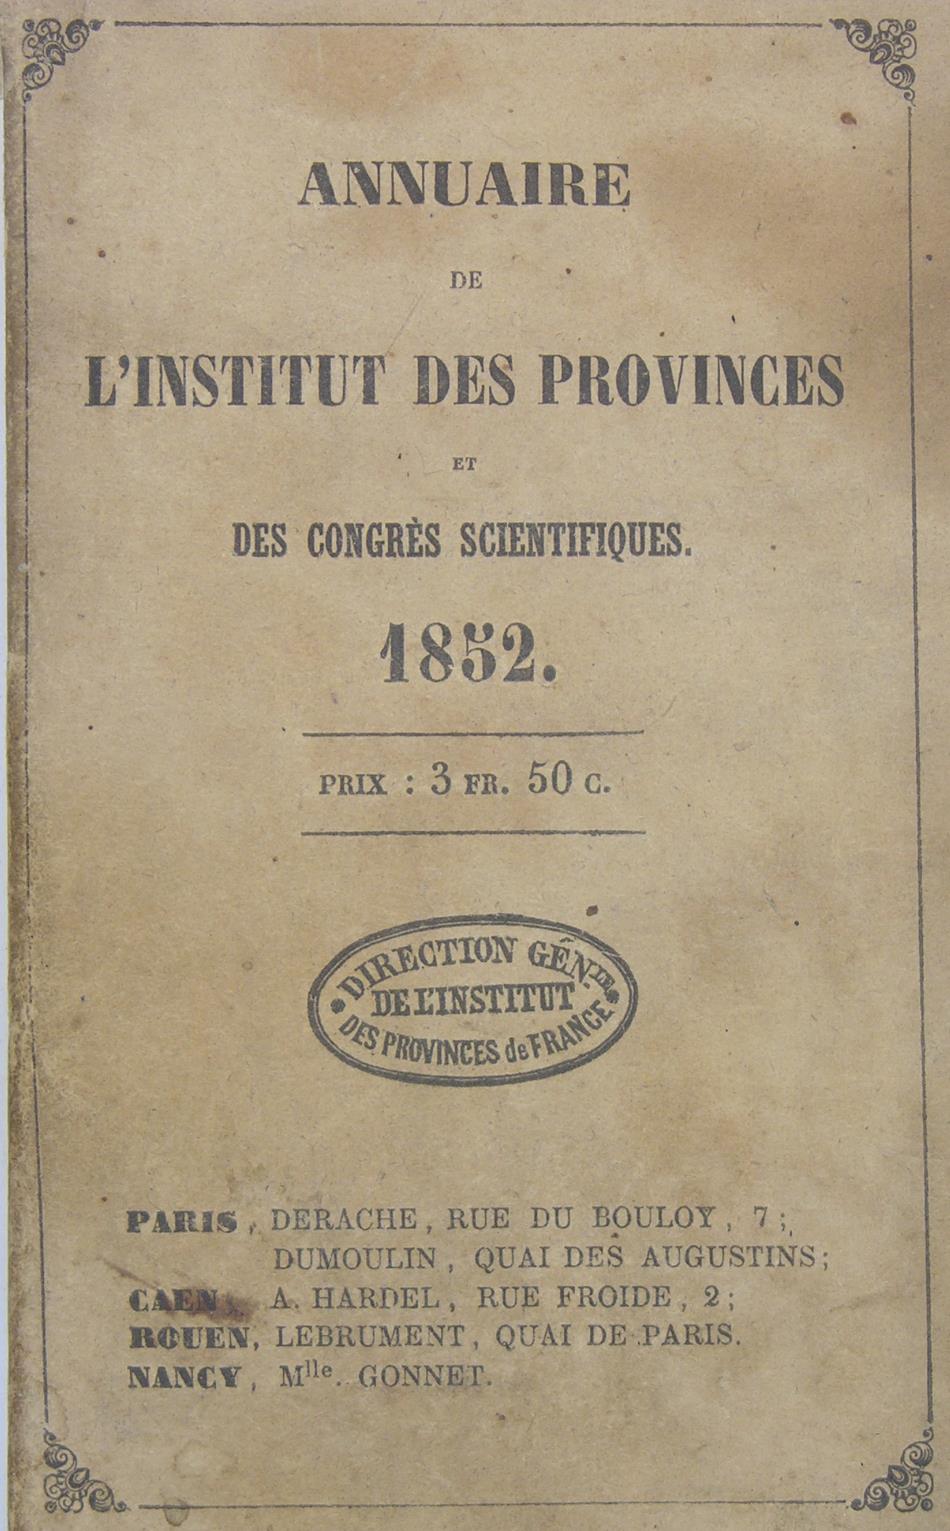 ANNUAIRE
DE
L'INSTITUT DES PROVINCES
ET
DES CONGRÈS SCIENTIFIQUES.
1852.
PRIX : 3 FR. 50 C.
DIRECTION GÉN.LE
DE L'INSTITUT
DES PROVINCES de FRANCE
PARIS, DERACHE, RUE DU BOULOY, 7;
DUMOULIN, QUAI DES AUGUSTINS;
CAEN, A. HARDEL, RUE FROIDE, 2;
ROUEN, LEBRUMENT, QUAI DE PARIS.
NANCY, Mlle. GONNET.